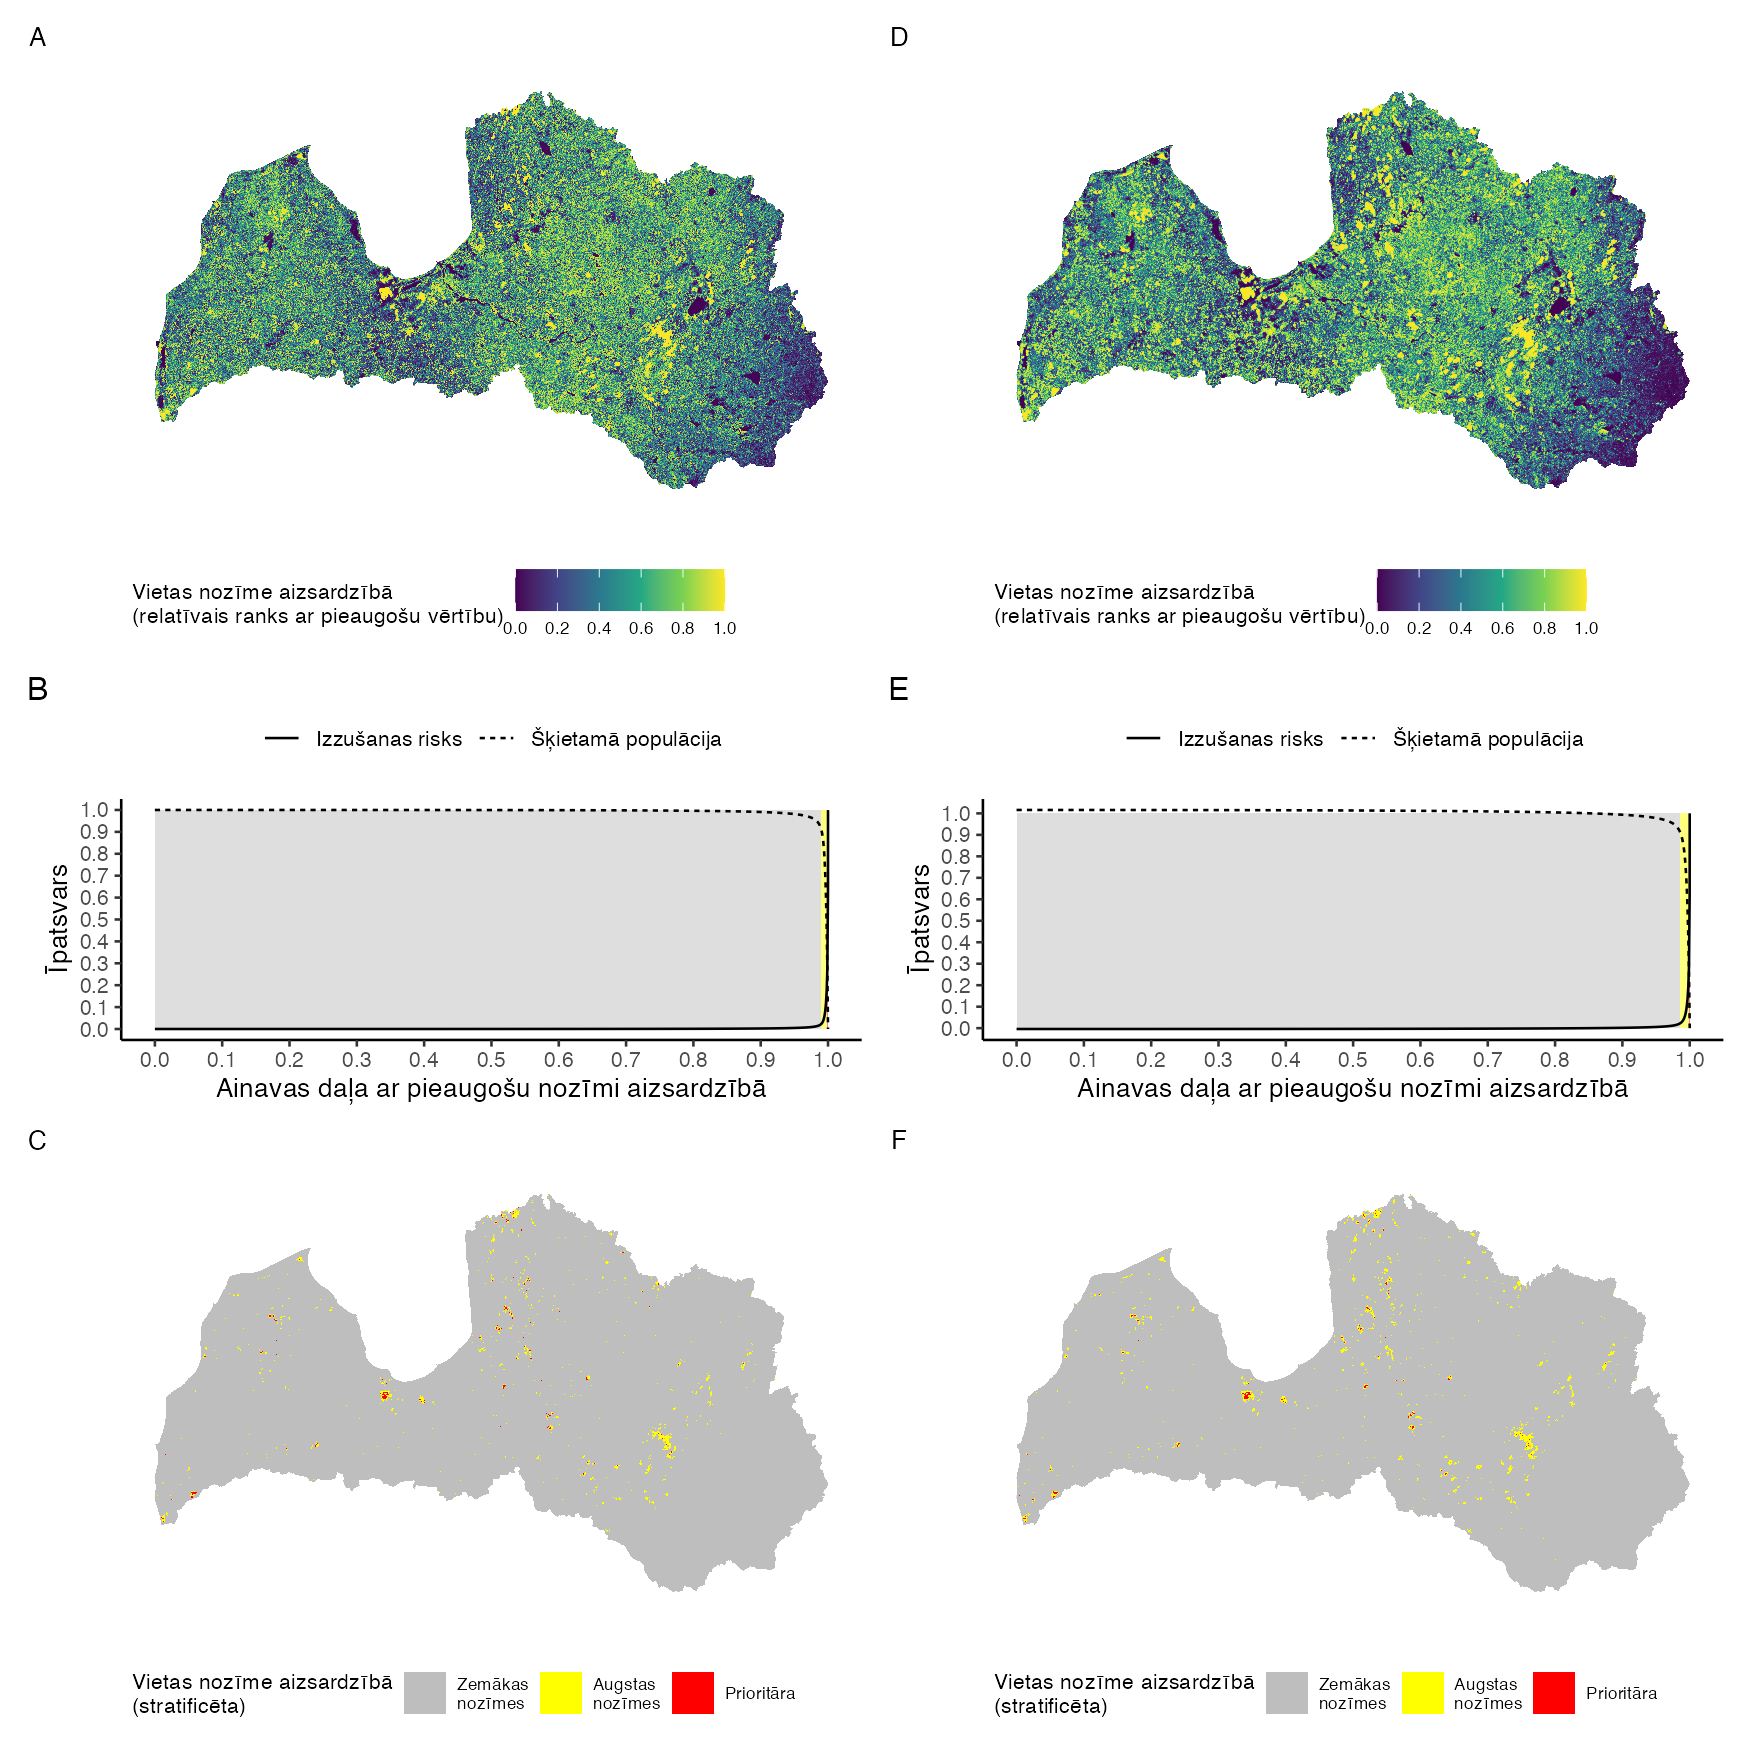 A
Vietas nozīme aizsardzībā
(relatīvais ranks ar pieaugošu vērtību)
0.0 0.2 0.4 0.6 0.8 1.0
D
Vietas nozīme aizsardzībā
(relatīvais ranks ar pieaugošu vērtību)
0.0 0.2 0.4 0.6 0.8 1.0
B
Izzušanas risks Šķietamā populācija
Īpatsvars
1.0
0.9
0.8
0.7
0.6
0.5
0.4
0.3
0.2
0.1
0.0
0.0 0.1 0.2 0.3 0.4 0.5 0.6 0.7 0.8 0.9 1.0
Ainavas daļa ar pieaugošu nozīmi aizsardzībā
E
Izzušanas risks Šķietamā populācija
Īpatsvars
1.0
0.9
0.8
0.7
0.6
0.5
0.4
0.3
0.2
0.1
0.0
0.0 0.1 0.2 0.3 0.4 0.5 0.6 0.7 0.8 0.9 1.0
Ainavas daļa ar pieaugošu nozīmi aizsardzībā
C
Vietas nozīme aizsardzībā
(stratificēta)
Zemākas
nozīmes
Augstas
nozīmes
Prioritāra
F
Vietas nozīme aizsardzībā
(stratificēta)
Zemākas
nozīmes
Augstas
nozīmes
Prioritāra